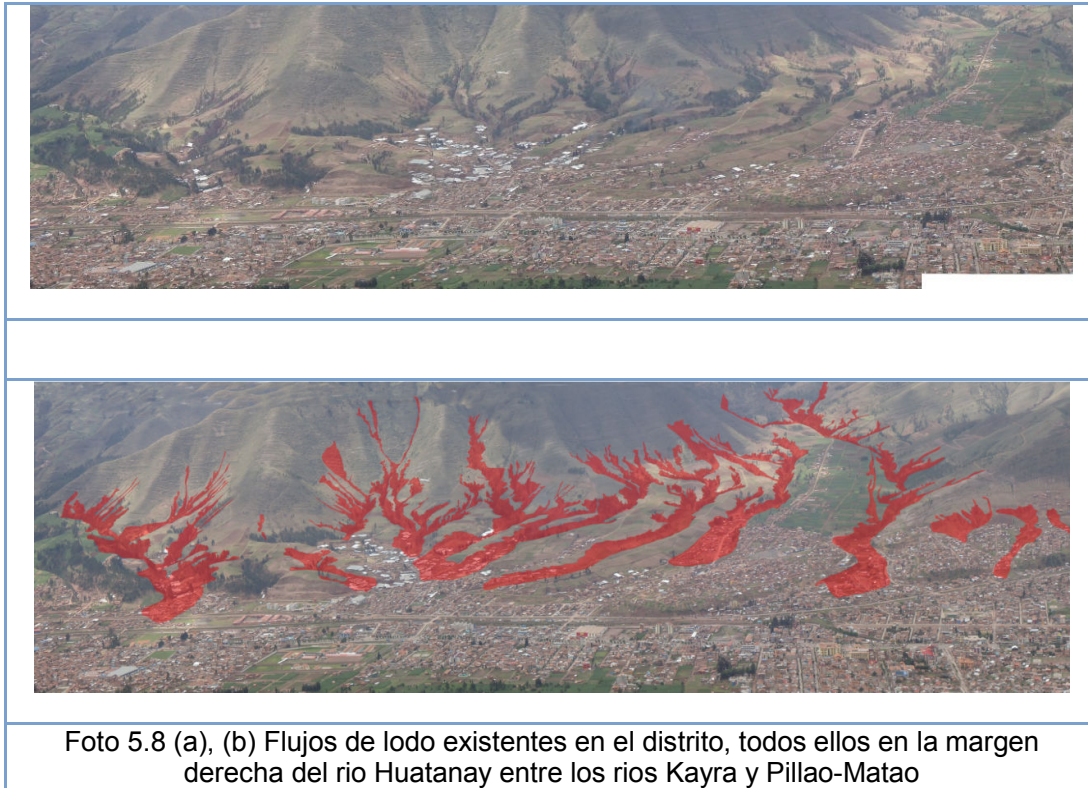 Foto 5.8 (a), (b) Flujos de lodo existentes en el distrito, todos ellos en la margen
derecha del rio Huatanay entre los rios Kayra y Pillao-Matao